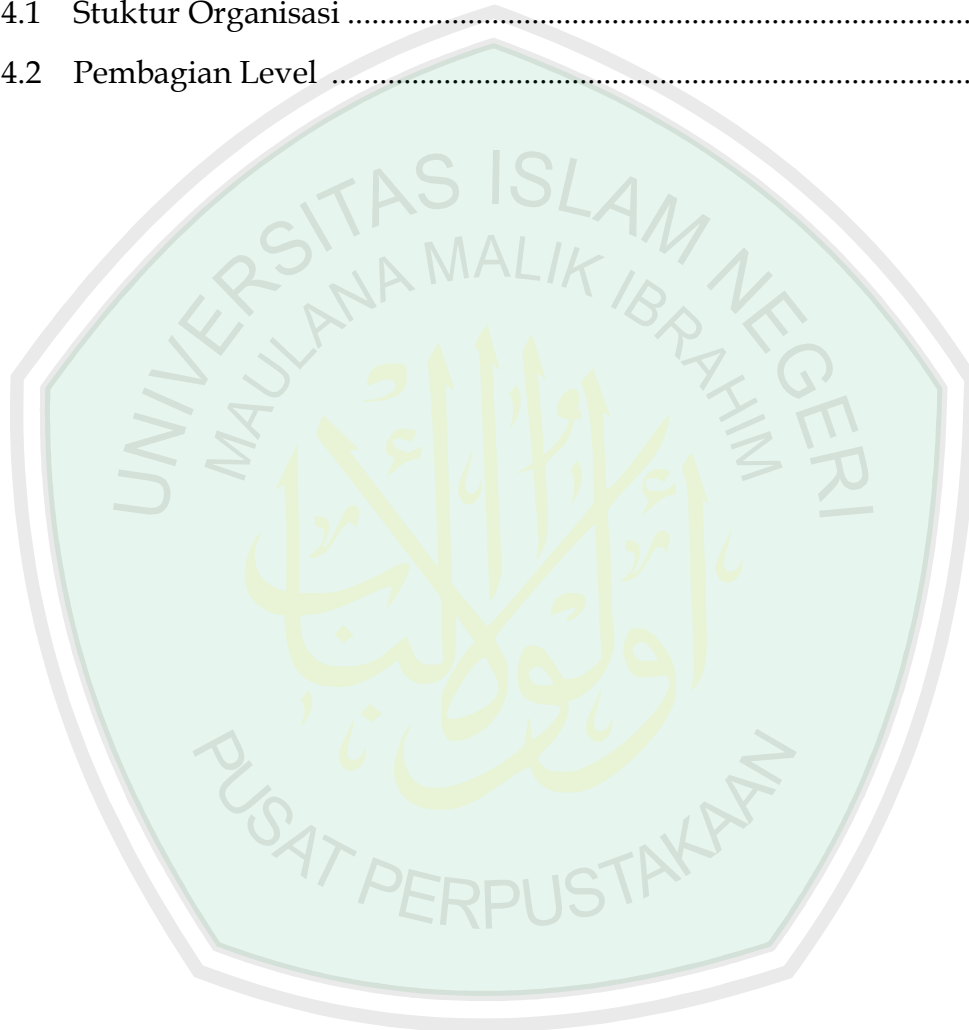 4.1 Stuktur Organisasi ................................................................................................
4.2 Pembagian Level ..................................................................................................
UNIVERSITAS ISLAM NEGERI
MAULANA MALIK IBRAHIM
PUSAT PERPUSTAKAAN